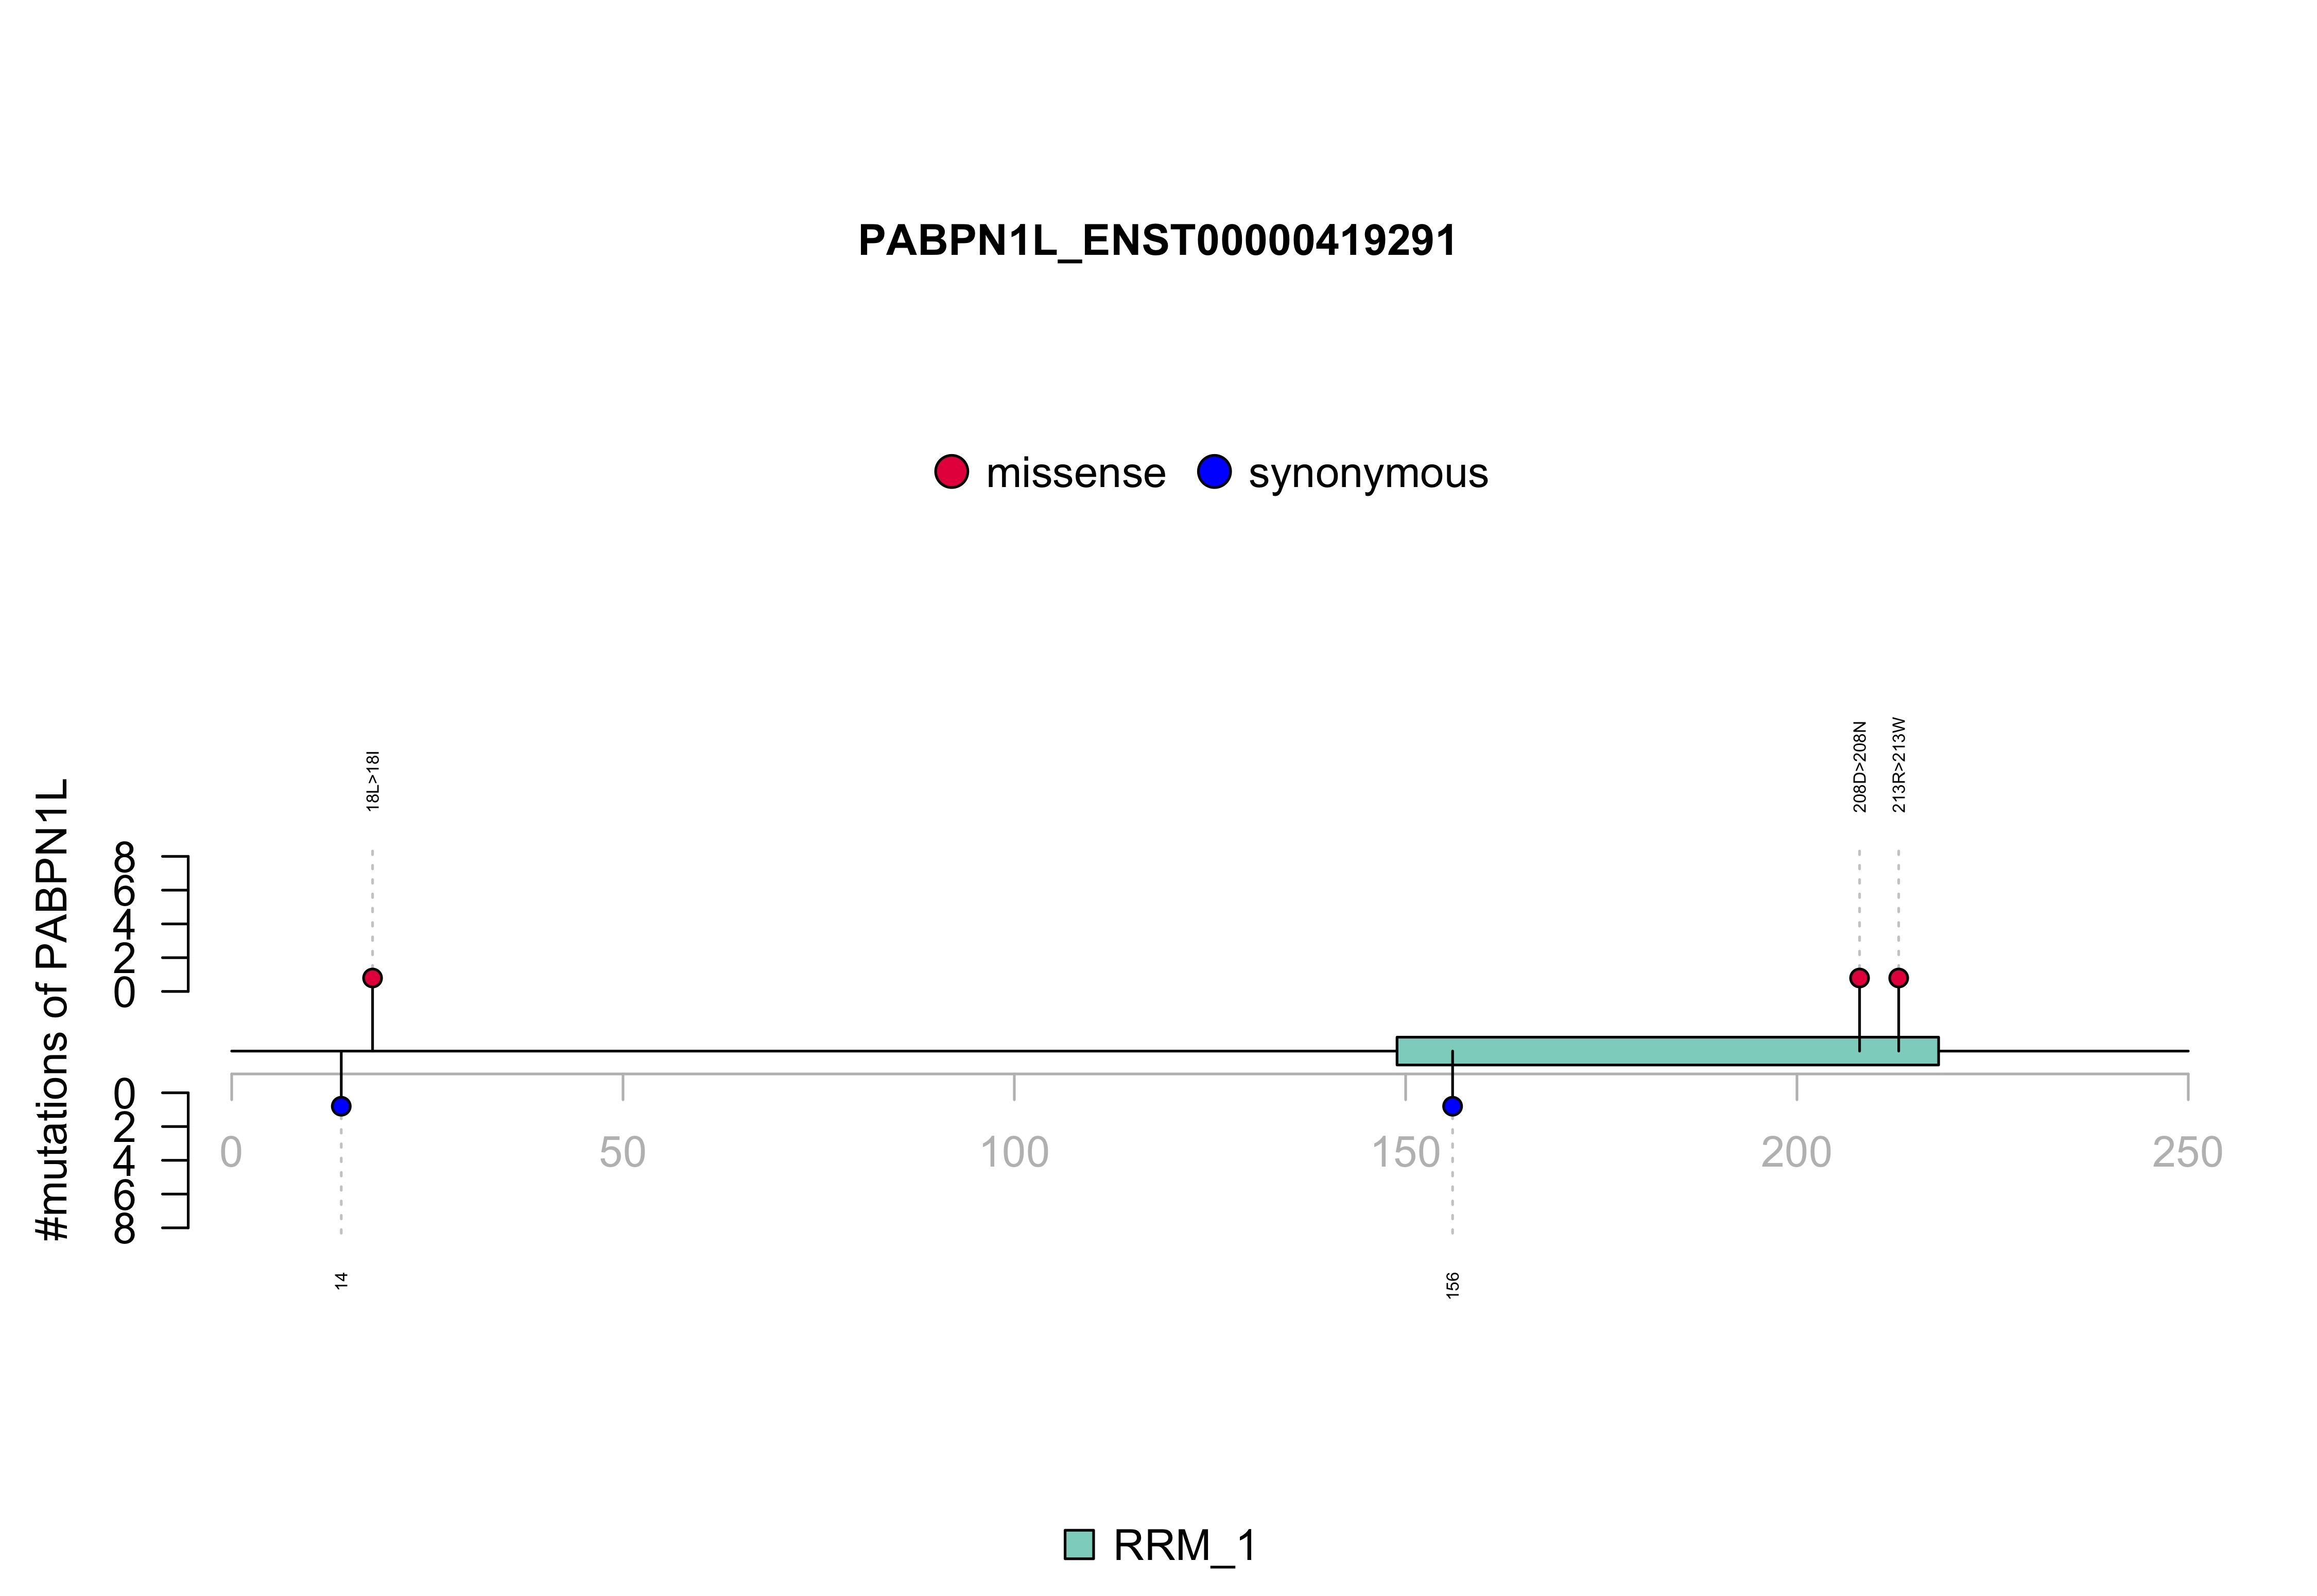 PABPN1L_ENST00000419291
missense synonymous
18L>18I
208D>208N
213R>213W
#mutations of PABPN1L
8
6
4
2
0
0
2
4
6
8
0 50 100 150 200 250
14
156
RRM_1